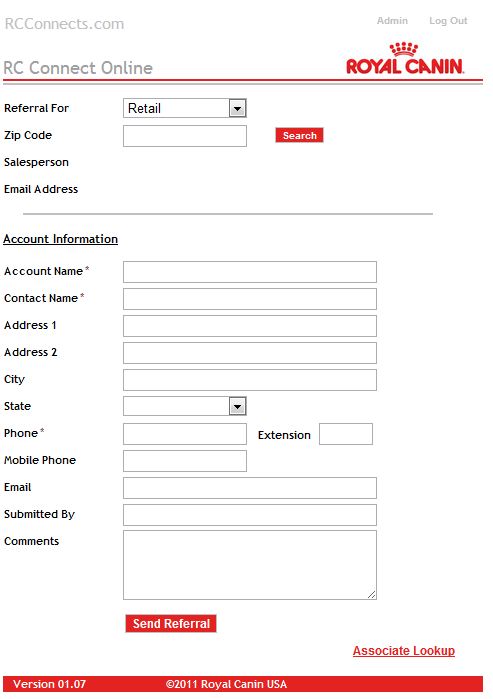 RCConnects.com
Admin Log Out
RC Connect Online
ROYAL CANIN
Referral For Retail
Zip Code Search
Salesperson
Email Address
Account Information
Account Name*
Contact Name*
Address 1
Address 2
City
State
Phone* Extension
Mobile Phone
Email
Submitted By
Comments
Send Referral
Associate Lookup
Version 01.07 ©2011 Royal Canin USA